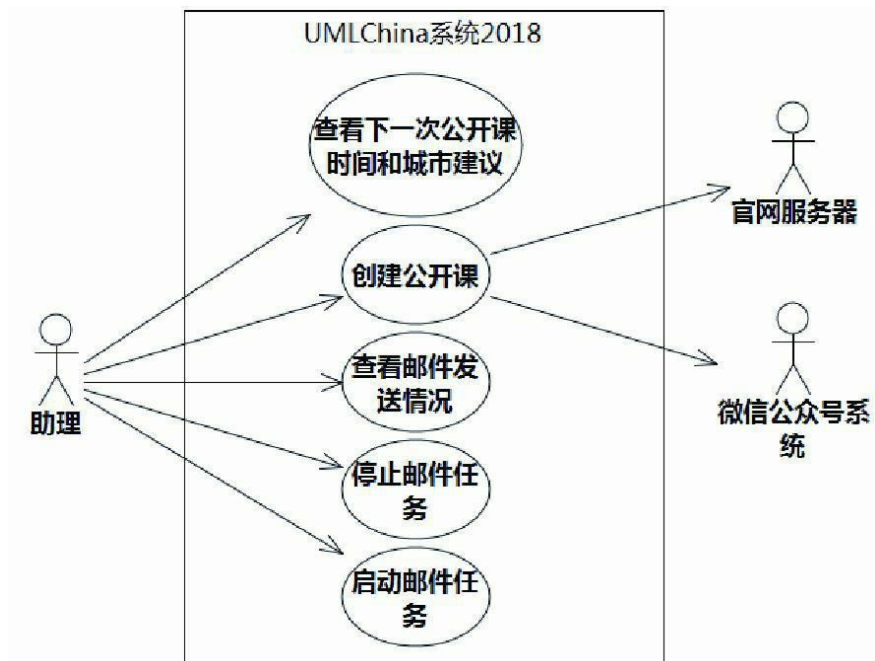 UMLChina系统2018
查看下一次公开课
时间和城市建议
官网服务器
创建公开课
查看邮件发
送情况
助理
微信公众号系
统
停止邮件任
务
启动邮件任
务